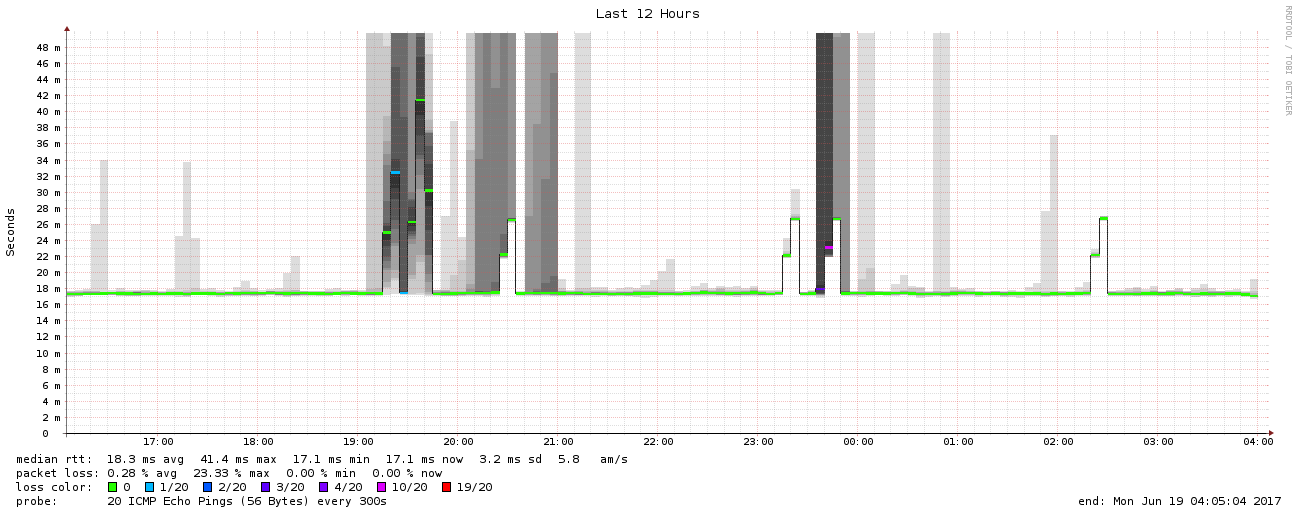 Last 12 Hours
RRDTOOL / TOBI OETIKER
Seconds
48 m
46 m
44 m
42 m
40 m
38 m
36 m
34 m
32 m
30 m
28 m
26 m
24 m
22 m
20 m
18 m
16 m
14 m
12 m
10 m
8 m
6 m
4 m
2 m
0
17:00 18:00 19:00 20:00 21:00 22:00 23:00 00:00 01:00 02:00 03:00 04:00
median rtt: 18.3 ms avg 41.4 ms max 17.1 ms min 17.1 ms now 3.2 ms sd 5.8 am/s
packet loss: 0.28 % avg 23.33 % max 0.00 % min 0.00 % now
loss color: 0 1/20 2/20 3/20 4/20 10/20 19/20
probe: 20 ICMP Echo Pings (56 Bytes) every 300s end: Mon Jun 19 04:05:04 2017